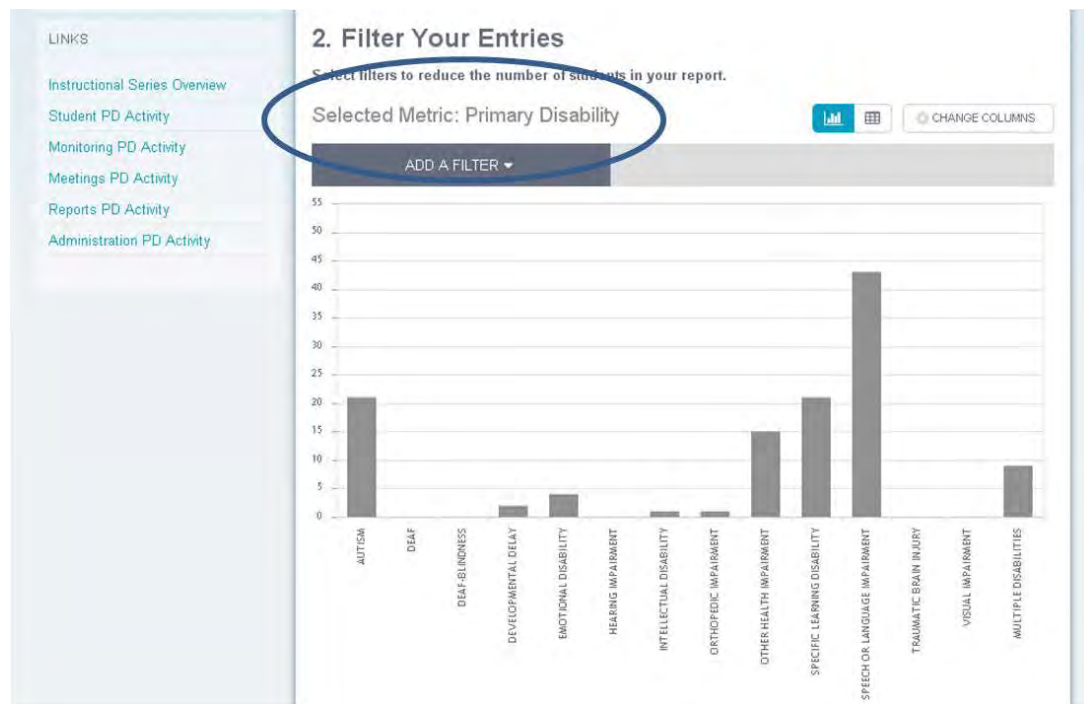 LINKS
Instructional Series Overview
Student PD Activity
Monitoring PD Activity
Meetings PD Activity
Reports PD Activity
Administration PD Activity
2. Filter Your Entries
Select filters to reduce the number of students in your report.
Selected Metric: Primary Disability
CHANGE COLUMNS
ADD A FILTER
55
50
45
40
35
30
25
20
15
10
5
0
AUTISM
DEAF
DEAF-BLINDNESS
DEVELOPMENTAL DELAY
EMOTIONAL DISABILITY
HEARING IMPAIRMENT
INTELLECTUAL DISABILITY
ORTHOPEDIC IMPAIRMENT
OTHER HEALTH IMPAIRMENT
SPECIFIC LEARNING DISABILITY
SPEECH OR LANGUAGE IMPAIRMENT
TRAUMATIC BRAIN INJURY
VISUAL IMPAIRMENT
MULTIPLE DISABILITIES